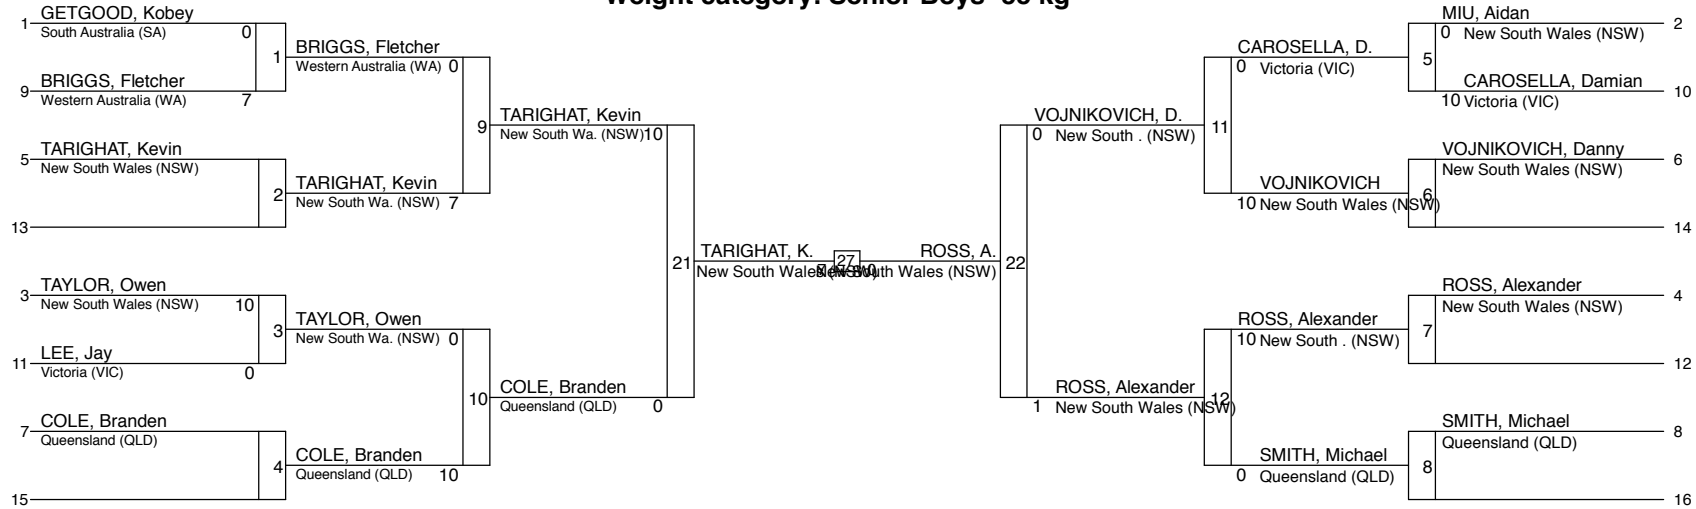 1 GETGOOD, Kobey
South Australia (SA) 0
1
9 BRIGGS, Fletcher
Western Australia (WA) 7
5 TARIGHAT, Kevin
New South Wales (NSW)
2
13
3 TAYLOR, Owen
New South Wales (NSW) 10
3
11 LEE, Jay
Victoria (VIC) 0
7 COLE, Branden
Queensland (QLD)
4
15
BRIGGS, Fletcher
Western Australia (WA) 0
9
TARIGHAT, Kevin
New South Wa. (NSW) 7
TAYLOR, Owen
New South Wa. (NSW) 0
10
COLE, Branden
Queensland (QLD) 10
TARIGHAT, Kevin
New South Wa. (NSW) 10
21
COLE, Branden
Queensland (QLD) 0
TARIGHAT, K.
New South Wales
27
ROSS, A.
South Wales (NSW)
0
22
VOJNIKOVICH, D.
0 New South . (NSW)
11
ROSS, Alexander
1 New South Wales (NSW)
12
CAROSELLA, D.
0 Victoria (VIC)
5
VOJNIKOVICH
10 New South Wales (NSW)
6
ROSS, Alexander
10 New South . (NSW)
7
SMITH, Michael
0 Queensland (QLD)
8
MIU, Aidan 2
0 New South Wales (NSW)
CAROSELLA, Damian 10
10 Victoria (VIC)
VOJNIKOVICH, Danny 6
New South Wales (NSW)
14
ROSS, Alexander 4
New South Wales (NSW)
12
SMITH, Michael 8
Queensland (QLD)
16